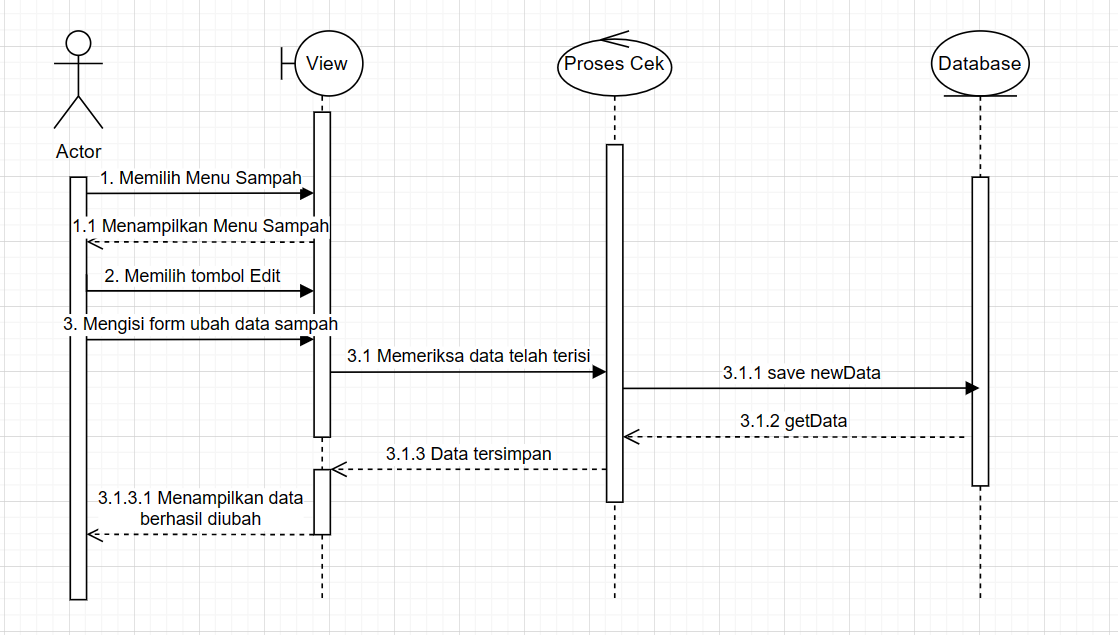 View
Proses Cek
Database
Actor
1. Memilih Menu Sampah
1.1 Menampilkan Menu Sampah
2. Memilih tombol Edit
3. Mengisi form ubah data sampah
3.1 Memeriksa data telah terisi
3.1.1 save newData
3.1.2 getData
3.1.3 Data tersimpan
3.1.3.1 Menampilkan data
berhasil diubah